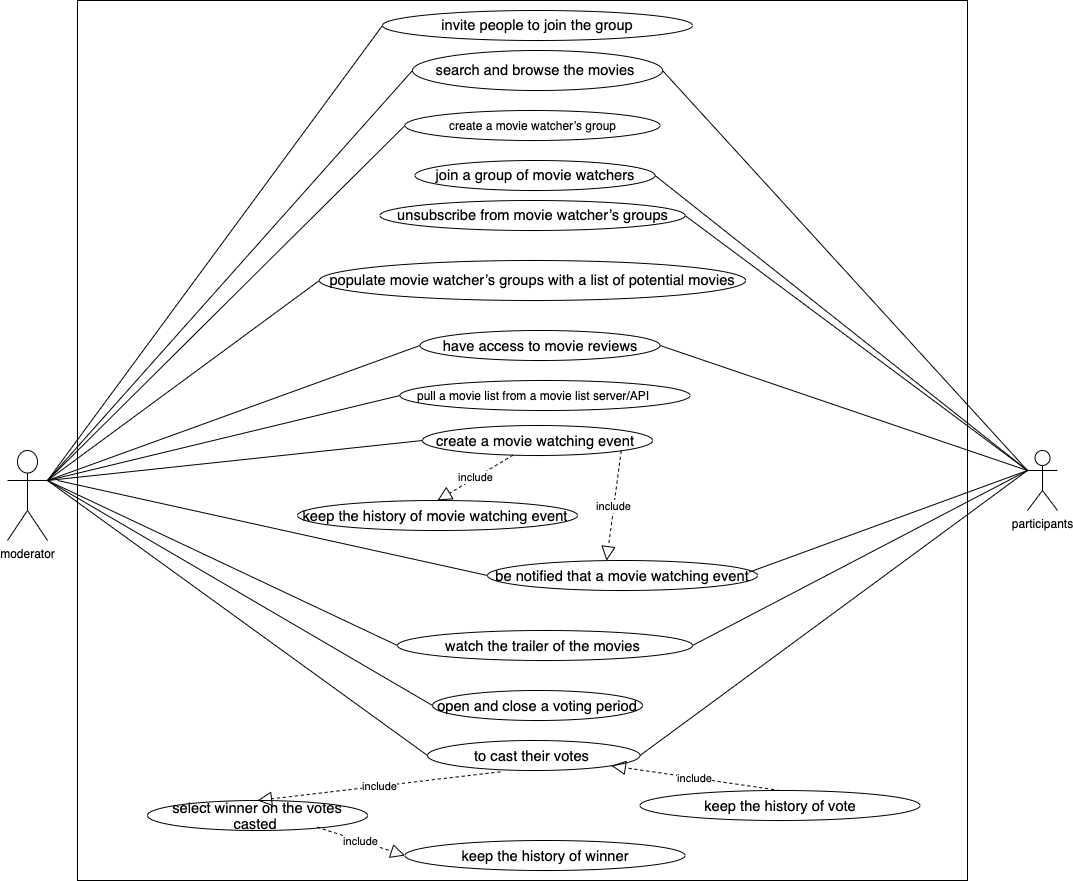 invite people to join the group
search and browse the movies
create a movie watcher's group
join a group of movie watchers
unsubscribe from movie watcher's groups
populate movie watcher's groups with a list of potential movies
have access to movie reviews
pull a movie list from a movie list server/API
create a movie watching event
include
include
keep the history of movie watching event
moderator
participants
be notified that a movie watching event
watch the trailer of the movies
open and close a voting period
to cast their votes
include
include
select winner on the votes
casted
keep the history of vote
include
keep the history of winner